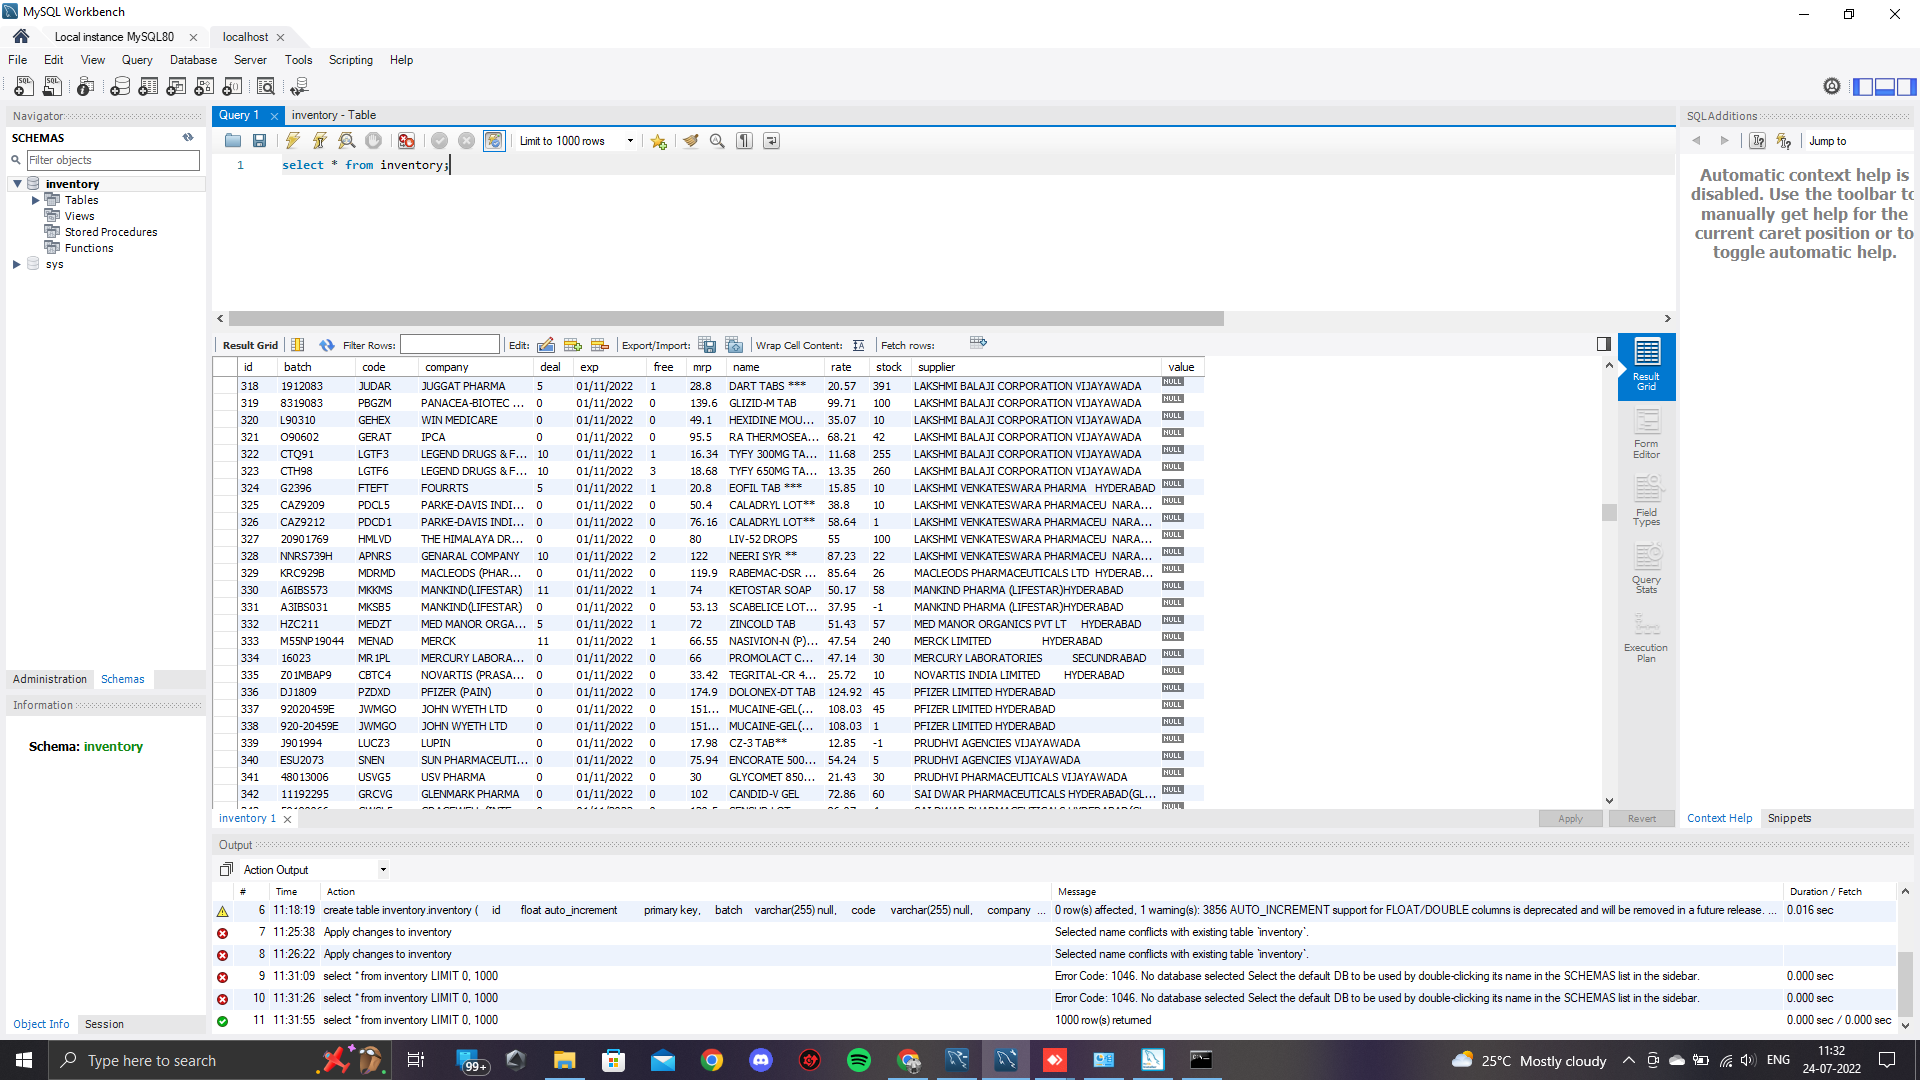 MySQL Workbench
Local instance MySQL80
localhost
File Edit View Query Database Server Tools Scripting Help
Navigator
SCHEMAS
Filter objects
inventory
Tables
Views
Stored Procedures
Functions
sys
Administration Schemas
Information
Schema: inventory
Object Info Session
Query 1 inventory - Table
Limit to 1000 rows
1 select * from inventory;
Result Grid Filter Rows: Edit: Export/Import: Wrap Cell Content: Fetch rows:
id batch code company deal exp free mrp name rate stock supplier value
318 1912083 JUDAR JUGGAT PHARMA 5 01/11/2022 1 28.8 DART TABS *** 20.57 391 LAKSHMI BALAJI CORPORATION VIJAYAWADA NULL
319 8319083 PBGZM PANACEA-BIOTEC ... 0 01/11/2022 0 139.6 GLIZID-M TAB 99.71 100 LAKSHMI BALAJI CORPORATION VIJAYAWADA NULL
320 L90310 GEHEX WIN MEDICARE 0 01/11/2022 0 49.1 HEXIDINE MOU... 35.07 10 LAKSHMI BALAJI CORPORATION VIJAYAWADA NULL
321 O90602 GERAT IPCA 0 01/11/2022 0 95.5 RA THERMOSEA... 68.21 42 LAKSHMI BALAJI CORPORATION VIJAYAWADA NULL
322 CTQ91 LGTF3 LEGEND DRUGS & F... 10 01/11/2022 1 16.34 TYFY 300MG TA... 11.68 255 LAKSHMI BALAJI CORPORATION VIJAYAWADA NULL
323 CTH98 LGTF6 LEGEND DRUGS & F... 10 01/11/2022 3 18.68 TYFY 650MG TA... 13.35 260 LAKSHMI BALAJI CORPORATION VIJAYAWADA NULL
324 G2396 FTEFT FOURRTS 5 01/11/2022 1 20.8 EOFIL TAB *** 15.85 10 LAKSHMI VENKATESWARA PHARMA HYDERABAD NULL
325 CAZ9209 PDCL5 PARKE-DAVIS INDI... 0 01/11/2022 0 50.4 CALADRYL LOT** 38.8 10 LAKSHMI VENKATESWARA PHARMACEU NARA... NULL
326 CAZ9212 PDCD1 PARKE-DAVIS INDI... 0 01/11/2022 0 76.16 CALADRYL LOT** 58.64 1 LAKSHMI VENKATESWARA PHARMACEU NARA... NULL
327 20901769 HMLVD THE HIMALAYA DR... 0 01/11/2022 0 80 LIV-52 DROPS 55 100 LAKSHMI VENKATESWARA PHARMACEU NARA... NULL
328 NNRS739H APNRS GENARAL COMPANY 10 01/11/2022 2 122 NEERI SYR ** 87.23 22 LAKSHMI VENKATESWARA PHARMACEU NARA... NULL
329 KRC929B MDRMD MACLEODS (PHAR... 0 01/11/2022 0 119.9 RABEMAC-DSR ... 85.64 26 MACLEODS PHARMACEUTICALS LTD HYDERAB... NULL
330 A6IBS573 MKKMS MANKIND(LIFESTAR) 11 01/11/2022 1 74 KETOSTAR SOAP 50.17 58 MANKIND PHARMA (LIFESTAR)HYDERABAD NULL
331 A3IBS031 MKSB5 MANKIND(LIFESTAR) 0 01/11/2022 0 53.13 SCABELICE LOT... 37.95 -1 MANKIND PHARMA (LIFESTAR)HYDERABAD NULL
332 HZC211 MEDZT MED MANOR ORGA... 5 01/11/2022 1 72 ZINCOLD TAB 51.43 57 MED MANOR ORGANICS PVT LT HYDERABAD NULL
333 M55NP19044 MENAD MERCK 11 01/11/2022 1 66.55 NASIVION-N (P)... 47.54 240 MERCK LIMITED HYDERABAD NULL
334 16023 MR1PL MERCURY LABORA... 0 01/11/2022 0 66 PROMOLACT C... 47.14 30 MERCURY LABORATORIES SECUNDRABAD NULL
335 Z01MBAP9 CBTC4 NOVARTIS (PRASA... 0 01/11/2022 0 33.42 TEGRITAL-CR 4... 25.72 10 NOVARTIS INDIA LIMITED HYDERABAD NULL
336 DJ1809 PZDXD PFIZER (PAIN) 0 01/11/2022 0 174.9 DOLONEX-DT TAB 124.92 45 PFIZER LIMITED HYDERABAD NULL
337 92020459E JWMGO JOHN WYETH LTD 0 01/11/2022 0 151... MUCAINE-GEL(... 108.03 45 PFIZER LIMITED HYDERABAD NULL
338 920-20459E JWMGO JOHN WYETH LTD 0 01/11/2022 0 151... MUCAINE-GEL(... 108.03 1 PFIZER LIMITED HYDERABAD NULL
339 J901994 LUCZ3 LUPIN 0 01/11/2022 0 17.98 CZ-3 TAB** 12.85 -1 PRUDHVI AGENCIES VIJAYAWADA NULL
340 ESU2073 SNEN SUN PHARMACEUTI... 0 01/11/2022 0 75.94 ENCORATE 500... 54.24 5 PRUDHVI AGENCIES VIJAYAWADA NULL
341 48013006 USVG5 USV PHARMA 0 01/11/2022 0 30 GLYCOMET 850... 21.43 30 PRUDHVI PHARMACEUTICALS VIJAYAWADA NULL
342 11192295 GRCVG GLENMARK PHARMA 0 01/11/2022 0 102 CANDID-V GEL 72.86 60 SAI DWAR PHARMACEUTICALS HYDERABAD(GL... NULL
inventory 1
Apply Revert
Result Grid
Form Editor
Field Types
Query Stats
Execution Plan
SQLAdditions
Jump to
Automatic context help is
disabled. Use the toolbar to
manually get help for the
current caret position or to
toggle automatic help.
Context Help Snippets
Output
Action Output
# Time Action Message Duration / Fetch
6 11:18:19 create table inventory.inventory ( id float auto_increment primary key, batch varchar(255) null, code varchar(255) null, company ... 0 row(s) affected, 1 warning(s): 3856 AUTO_INCREMENT support for FLOAT/DOUBLE columns is deprecated and will be removed in a future release. ... 0.016 sec
7 11:25:38 Apply changes to inventory Selected name conflicts with existing table `inventory`.
8 11:26:22 Apply changes to inventory Selected name conflicts with existing table `inventory`.
9 11:31:09 select * from inventory LIMIT 0, 1000 Error Code: 1046. No database selected Select the default DB to be used by double-clicking its name in the SCHEMAS list in the sidebar. 0.000 sec
10 11:31:26 select * from inventory LIMIT 0, 1000 Error Code: 1046. No database selected Select the default DB to be used by double-clicking its name in the SCHEMAS list in the sidebar. 0.000 sec
11 11:31:55 select * from inventory LIMIT 0, 1000 1000 row(s) returned 0.000 sec / 0.000 sec
Type here to search
99+
25°C Mostly cloudy
ENG
11:32
24-07-2022